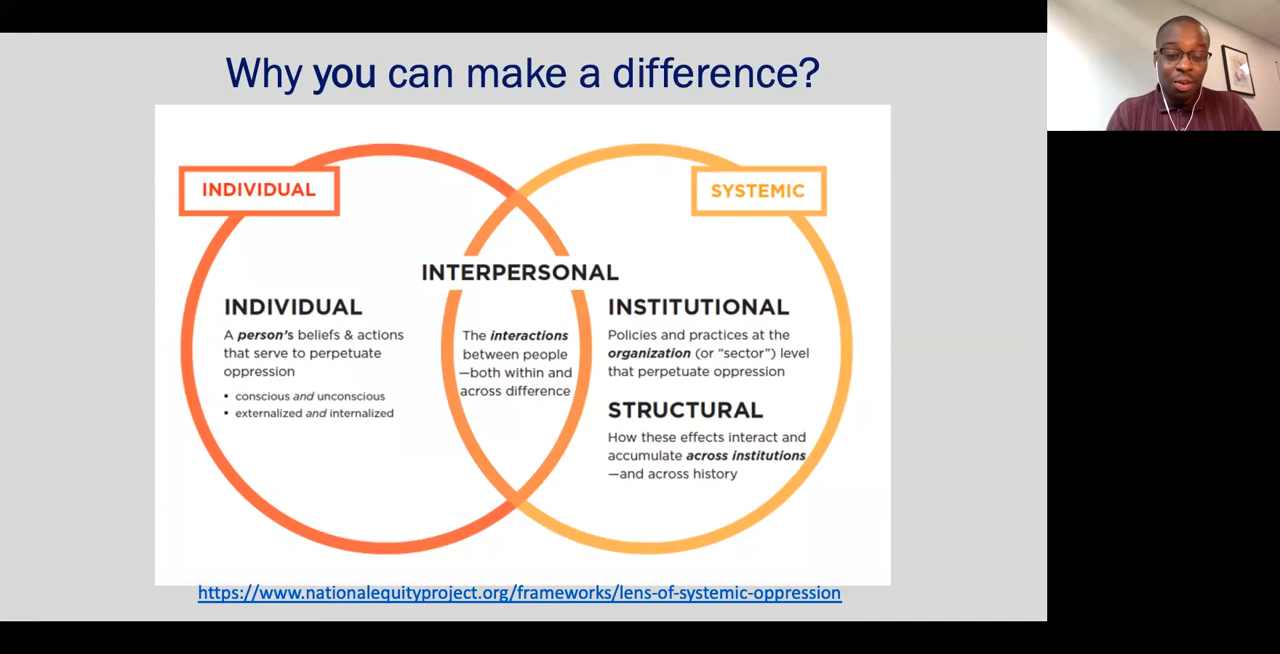 Why you can make a difference?
INDIVIDUAL
SYSTEMIC
INTERPERSONAL
INDIVIDUAL
A person's beliefs & actions
that serve to perpetuate
oppression
▪ conscious and unconscious
▪ externalized and internalized
The interactions
between people
—both within and
across difference
INSTITUTIONAL
Policies and practices at the
organization (or “sector”) level
that perpetuate oppression
STRUCTURAL
How these effects interact and
accumulate across institutions
—and across history
https://www.nationalequityproject.org/frameworks/lens-of-systemic-oppression